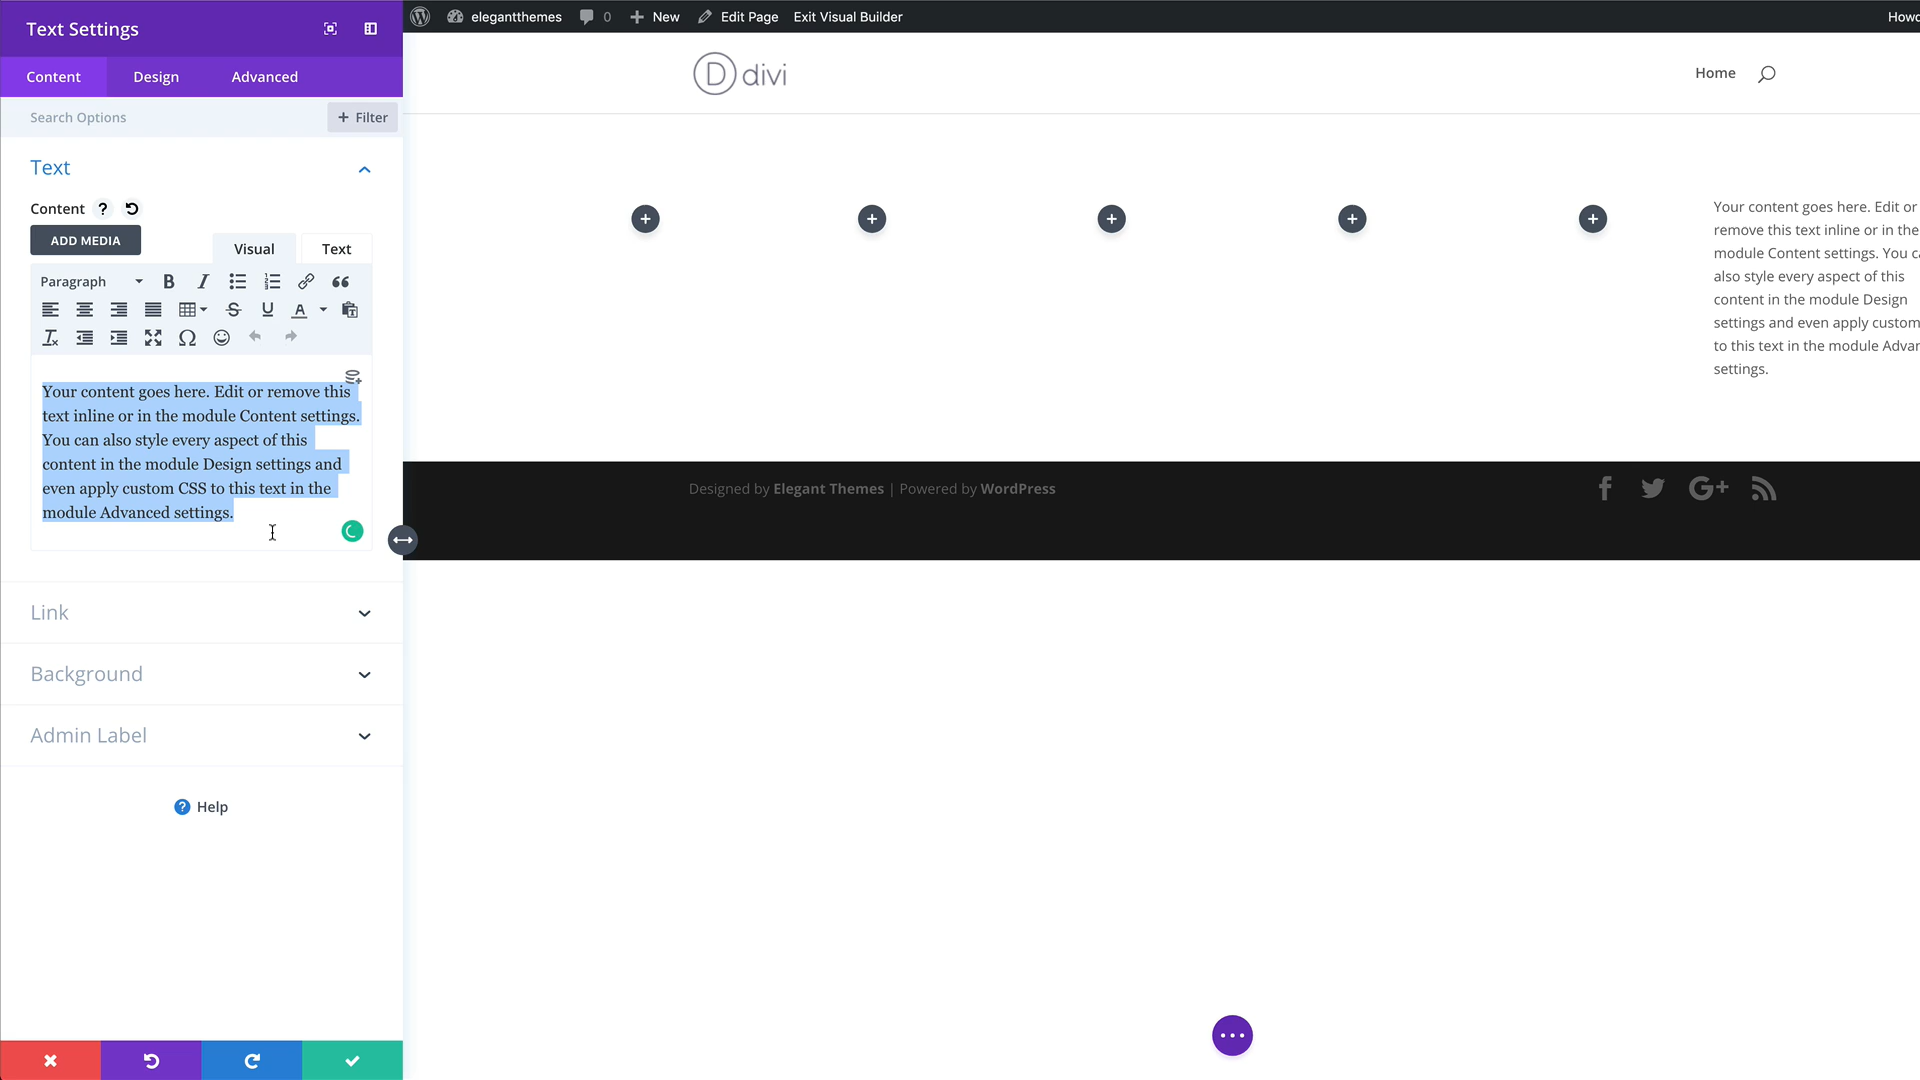 Text Settings
Content
Design
Advanced
Search Options
+ Filter
Text
Content ?
ADD MEDIA
Visual
Text
Paragraph
Your content goes here. Edit or remove this
text inline or in the module Content settings.
You can also style every aspect of this
content in the module Design settings and
even apply custom CSS to this text in the
module Advanced settings.
Link
Background
Admin Label
? Help
elegantthemes
0
New
Edit Page
Exit Visual Builder
D divi
Home
Your content goes here. Edit or
remove this text inline or in the
module Content settings. You
also style every aspect of this
content in the module Design
settings and even apply custom
to this text in the module
settings.
Designed by Elegant Themes | Powered by WordPress